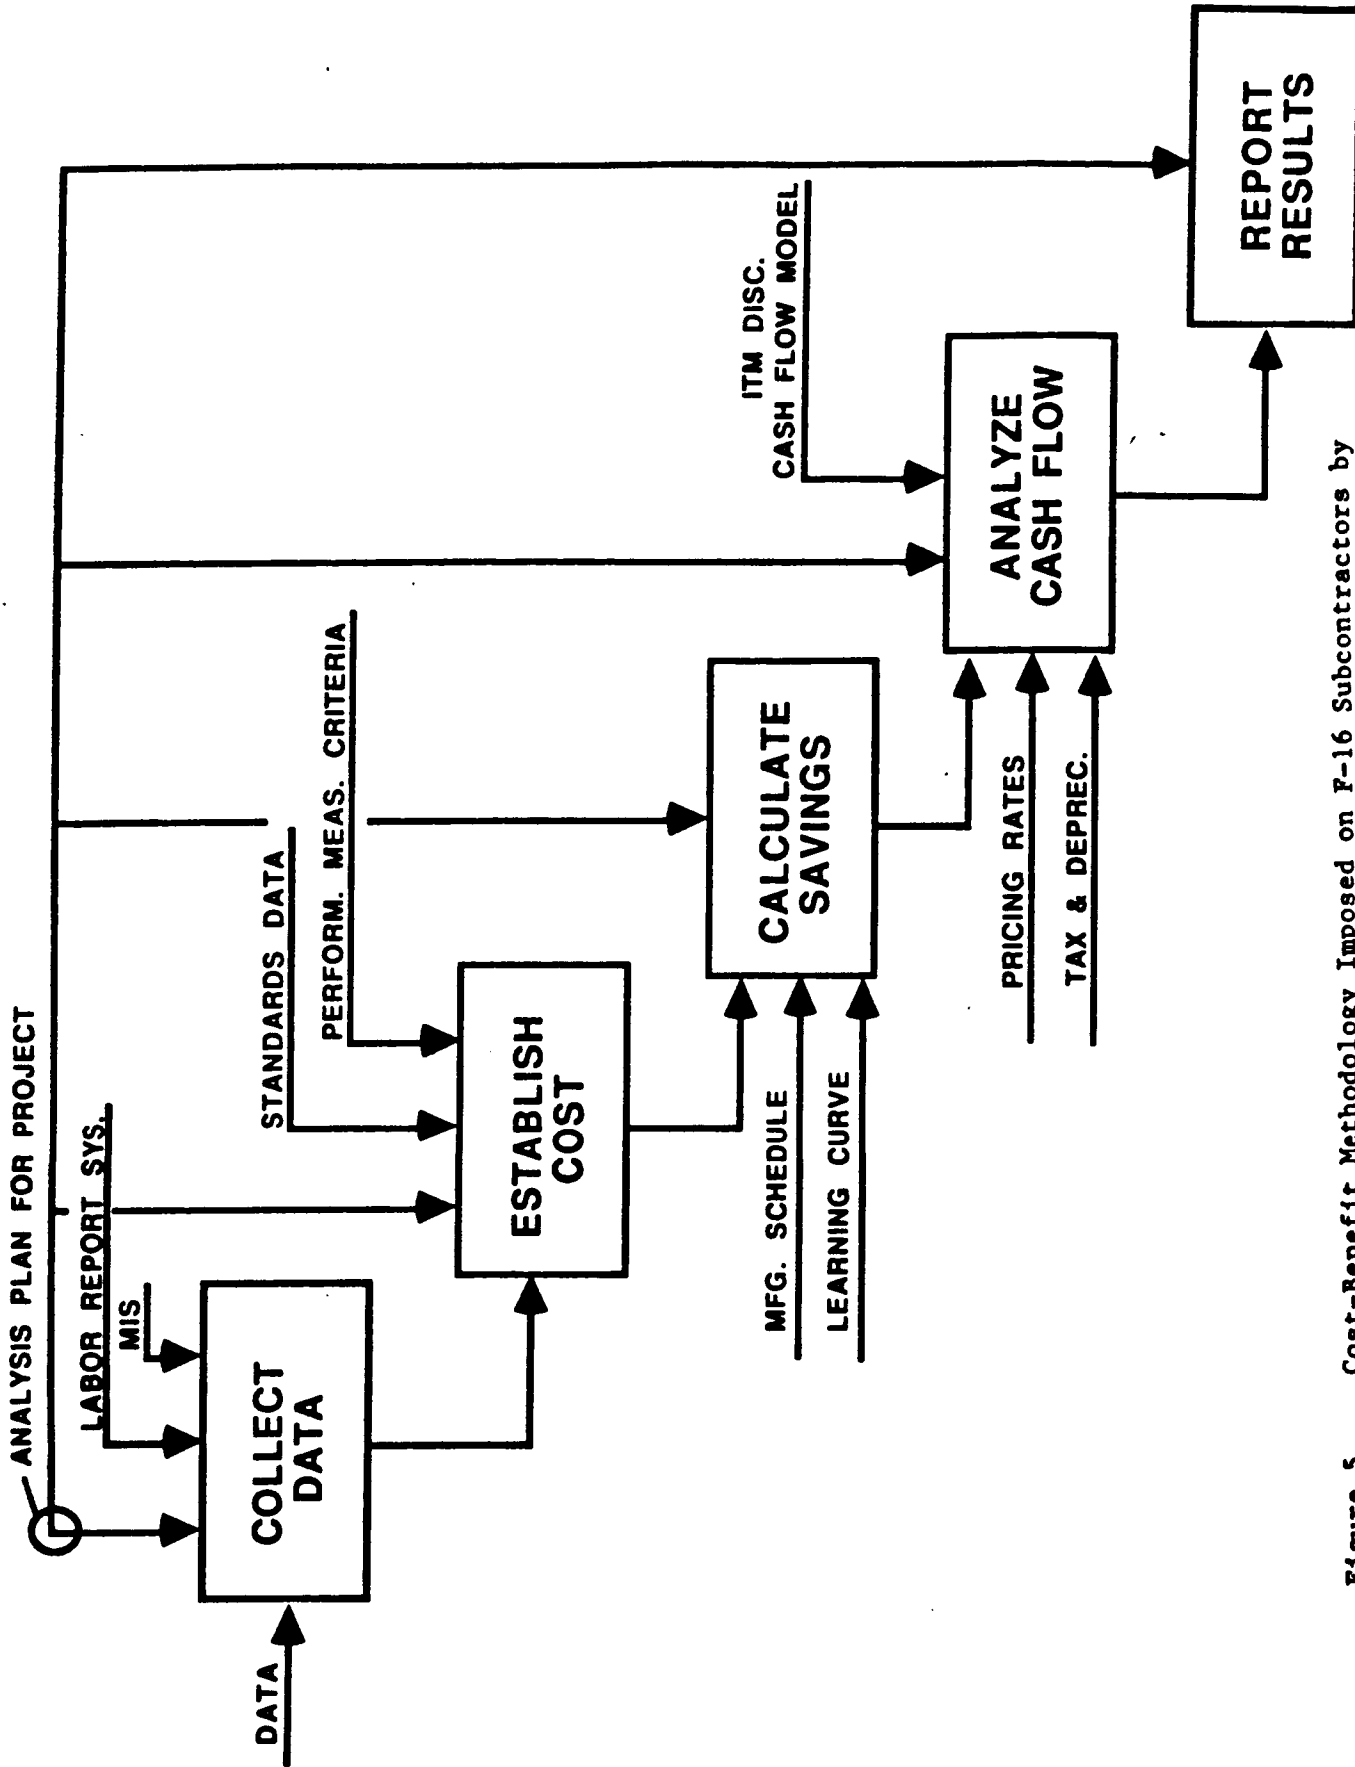 ANALYSIS PLAN FOR PROJECT
LABOR REPORT SYS.
MIS
DATA
COLLECT
DATA
STANDARDS DATA
PERFORM. MEAS. CRITERIA
ESTABLISH
COST
MFG. SCHEDULE
LEARNING CURVE
CALCULATE
SAVINGS
PRICING RATES
TAX & DEPREC.
ITM DISC.
CASH FLOW MODEL
ANALYZE
CASH FLOW
REPORT
RESULTS
Figure 5 Cost-Benefit Methodology Imposed on F-16 Subcontractors by